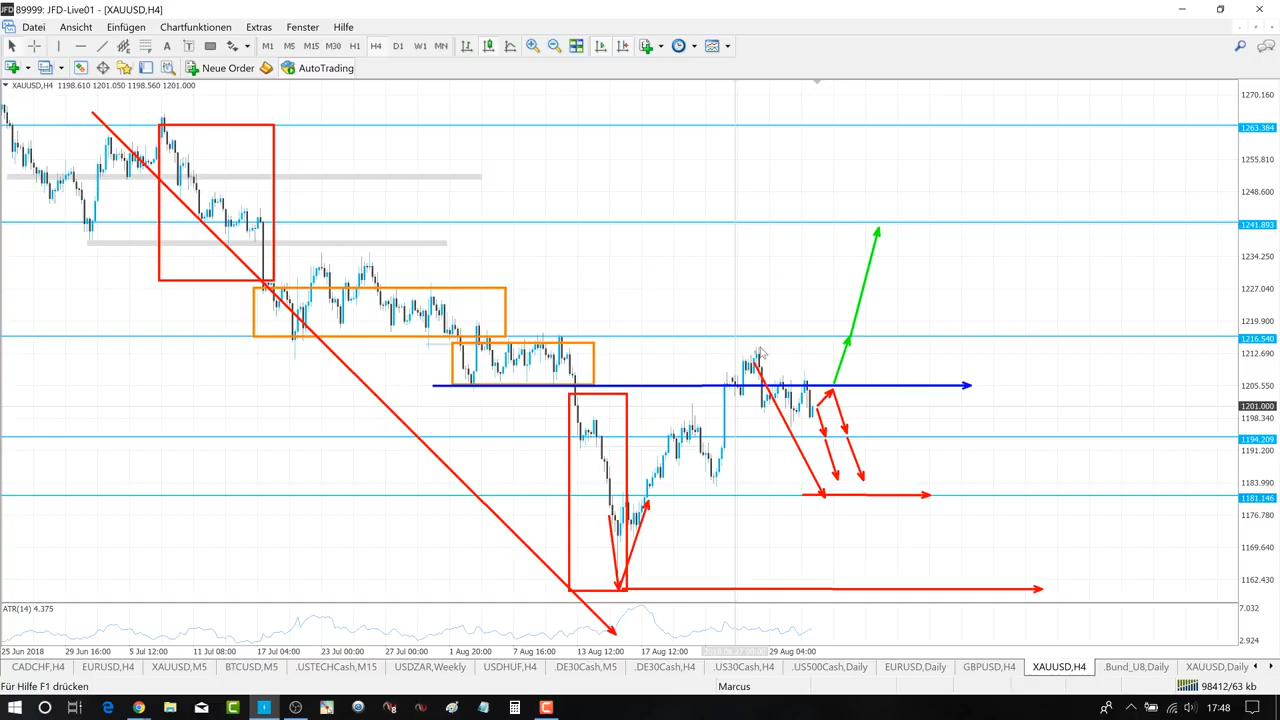 JFD 89999: JFD-Live01 - [XAUUSD,H4]
Datei Ansicht Einfügen Chartfunktionen Extras Fenster Hilfe
A T M1 M5 M15 M30 H1 H4 D1 W1 MN
Neue Order AutoTrading
XAUUSD,H4 1198.610 1201.050 1198.560 1201.000
1270.160
1263.384
1255.810
1248.600
1241.893
1234.250
1227.040
1219.900
1216.540
1212.690
1205.550
1201.000
1198.340
1194.209
1191.200
1183.990
1181.146
1176.780
1169.640
1162.430
ATR(14) 4.375
7.032
2.924
25 Jun 2018 29 Jun 16:00 5 Jul 12:00 11 Jul 08:00 17 Jul 04:00 23 Jul 00:00 27 Jul 00:00 1 Aug 20:00 7 Aug 16:00 13 Aug 12:00 17 Aug 12:00 2018.08.27 00:00 29 Aug 04:00
CADCHF,H4 EURUSD,H4 XAUUSD,M5 BTCUSD,M5 .USTECHCash,M15 USDZAR,Weekly USDHUF,H4 .DE30Cash,M5 .DE30Cash,H4 .US30Cash,H4 .US500Cash,Daily EURUSD,Daily GBPUSD,H4 XAUUSD,H4 .Bund_U8,Daily XAUUSD,Daily
Für Hilfe F1 drücken Marcus 98412/63 kb
17:48